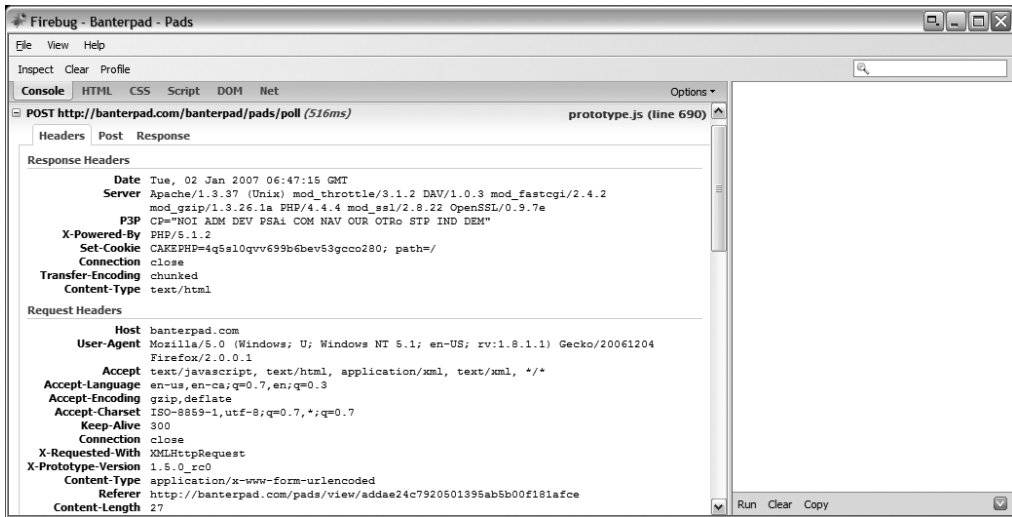 Firebug - Banterpad - Pads
File View Help
Inspect Clear Profile
Console HTML CSS Script DOM Net Options
POST http://banterpad.com/banterpad/pads/poll (516ms) prototype.js (line 690)
Headers Post Response
Response Headers
Date Tue, 02 Jan 2007 06:47:15 GMT
Server Apache/1.3.37 (Unix) mod_throttle/3.1.2 DAV/1.0.3 mod_fastcgi/2.4.2
mod_gzip/1.3.26.1a PHP/4.4.4 mod_ssl/2.8.22 OpenSSL/0.9.7e
P3P CP="NOI ADM DEV PSAi COM NAV OUR OTRo STP IND DEM"
X-Powered-By PHP/5.1.2
Set-Cookie CAKEPHP=4q5sl0qvv699b6bev53gcco280; path=/
Connection close
Transfer-Encoding chunked
Content-Type text/html
Request Headers
Host banterpad.com
User-Agent Mozilla/5.0 (Windows; U; Windows NT 5.1; en-US; rv:1.8.1.1) Gecko/20061204
Firefox/2.0.0.1
Accept text/javascript, text/html, application/xml, text/xml, */*
Accept-Language en-us,en-ca;q=0.7,en;q=0.3
Accept-Encoding gzip,deflate
Accept-Charset ISO-8859-1,utf-8;q=0.7,*;q=0.7
Keep-Alive 300
Connection close
X-Requested-With XMLHttpRequest
X-Prototype-Version 1.5.0_rc0
Content-Type application/x-www-form-urlencoded
Referer http://banterpad.com/pads/view/addae24c7920501395ab5b00f181afce
Content-Length 27
Run Clear Copy